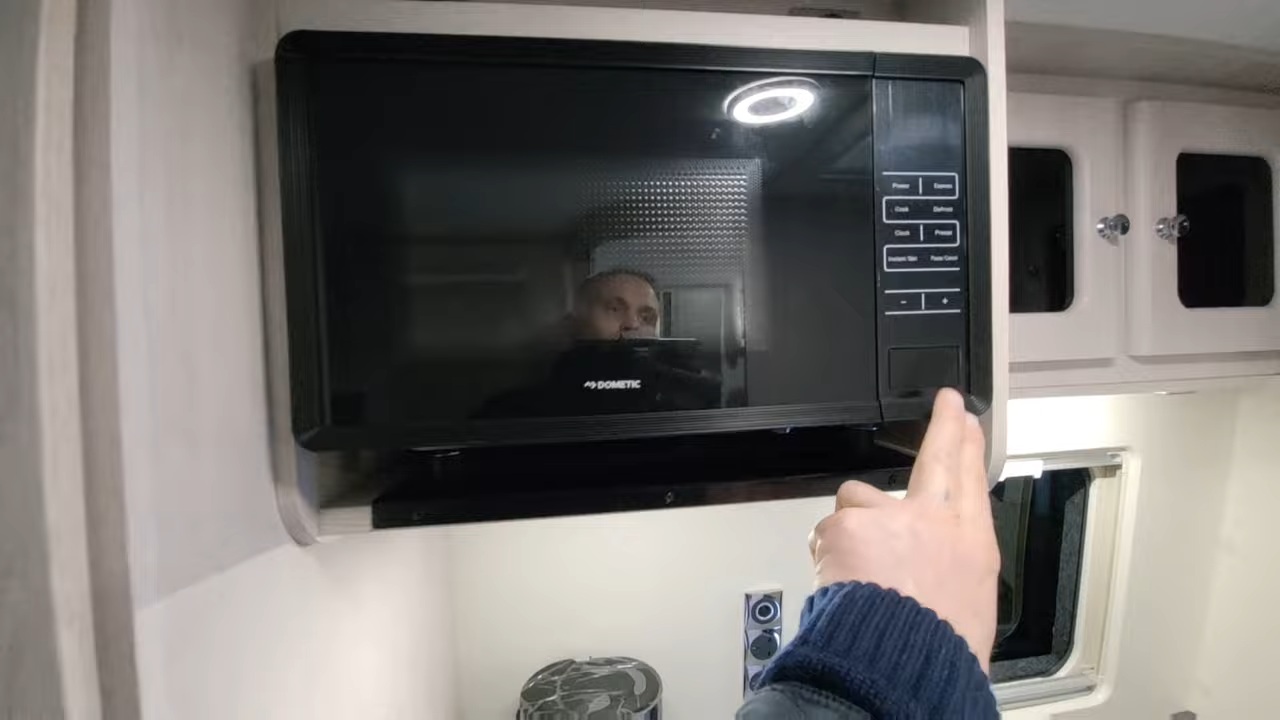 Power Express
Cook Defrost
Clock Preset
Instant Start Pause/Cancel
- +
DOMETIC